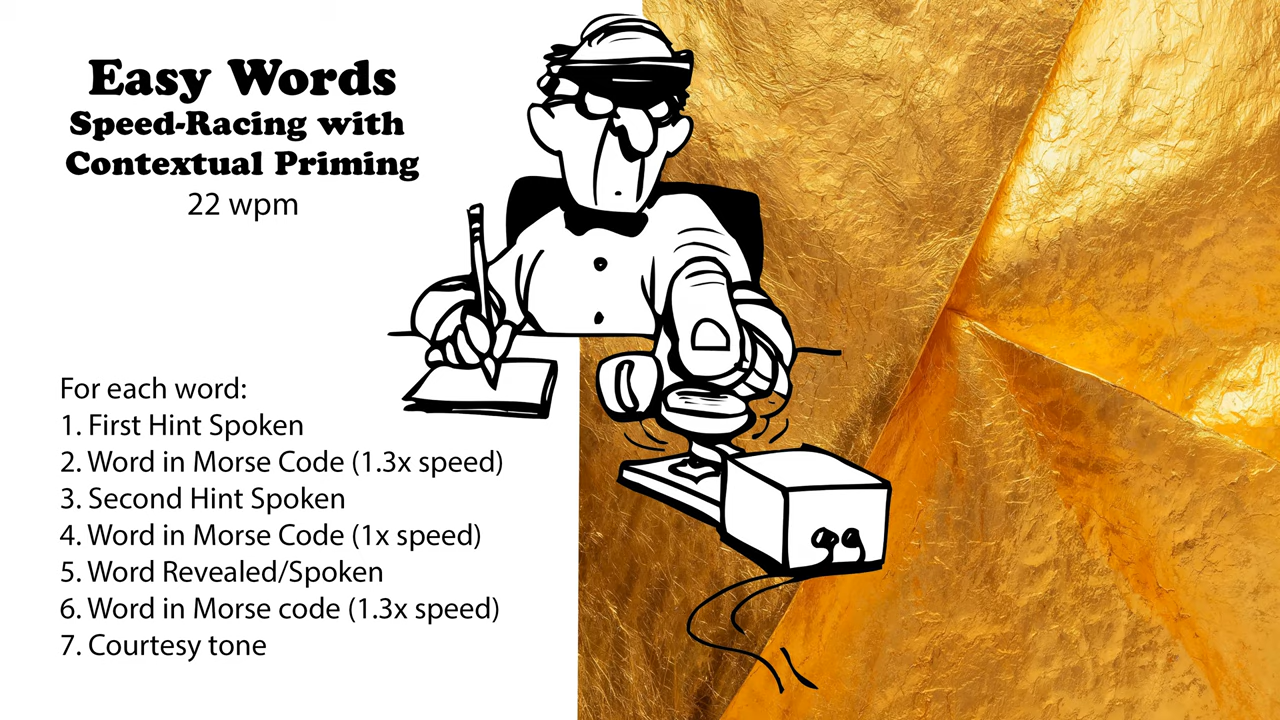 Easy Words
Speed-Racing with
Contextual Priming
22 wpm
For each word:
1. First Hint Spoken
2. Word in Morse Code (1.3x speed)
3. Second Hint Spoken
4. Word in Morse Code (1x speed)
5. Word Revealed/Spoken
6. Word in Morse code (1.3x speed)
7. Courtesy tone